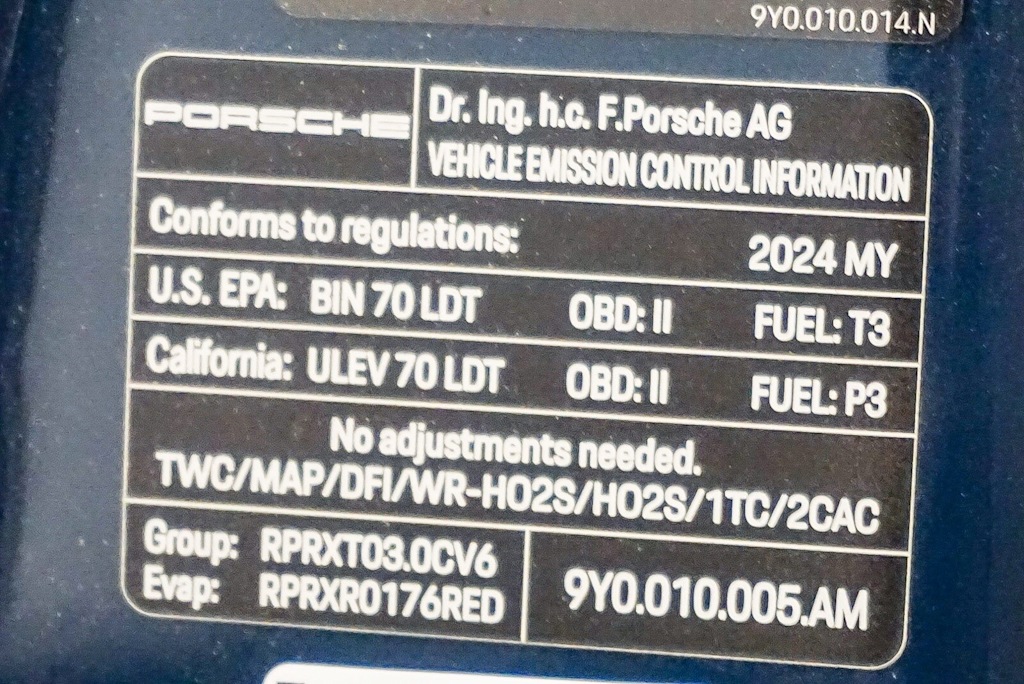 9Y0.010.014.N
PORSCHE
Dr. Ing. h.c. F.Porsche AG
VEHICLE EMISSION CONTROL INFORMATION
Conforms to regulations: 2024 MY
U.S. EPA: BIN 70 LDT OBD: II FUEL: T3
California: ULEV 70 LDT OBD: II FUEL: P3
No adjustments needed.
TWC/MAP/DFI/WR-HO2S/HO2S/1TC/2CAC
Group: RPRXT03.0CV6
Evap: RPRXR0176RED
9Y0.010.005.AM